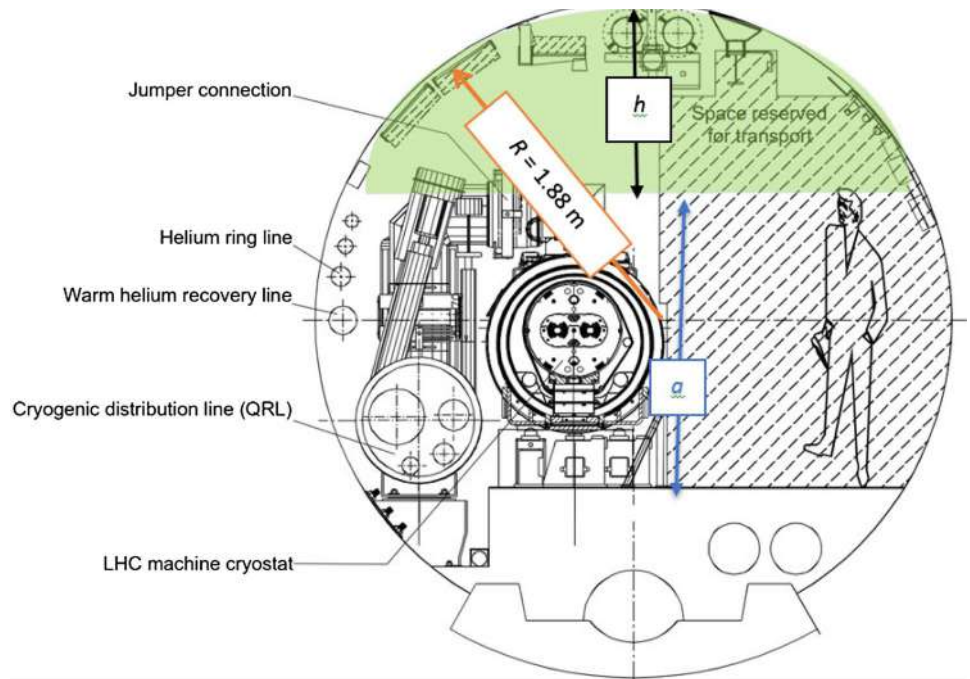 h
Jumper connection
Space reserved
for transport
R = 1.88 m
Helium ring line
Warm helium recovery line
a
Cryogenic distribution line (QRL)
LHC machine cryostat